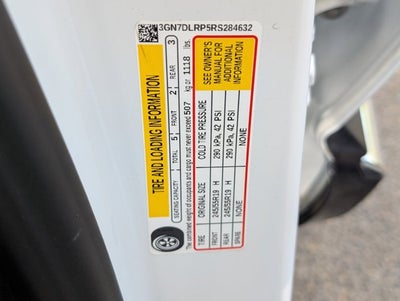 3GN7DLRP5RS284632
TIRE AND LOADING INFORMATION
SEATING CAPACITY TOTAL 5 FRONT 2 REAR 3
The combined weight of occupants and cargo must never exceed 507 kg or 1118 lbs.
TIRE ORIGINAL SIZE COLD TIRE PRESSURE
FRONT 245/55R19 H 290 kPa, 42 PSI
REAR 245/55R19 H 290 kPa, 42 PSI
SPARE NONE NONE
SEE OWNER'S
MANUAL FOR
ADDITIONAL
INFORMATION